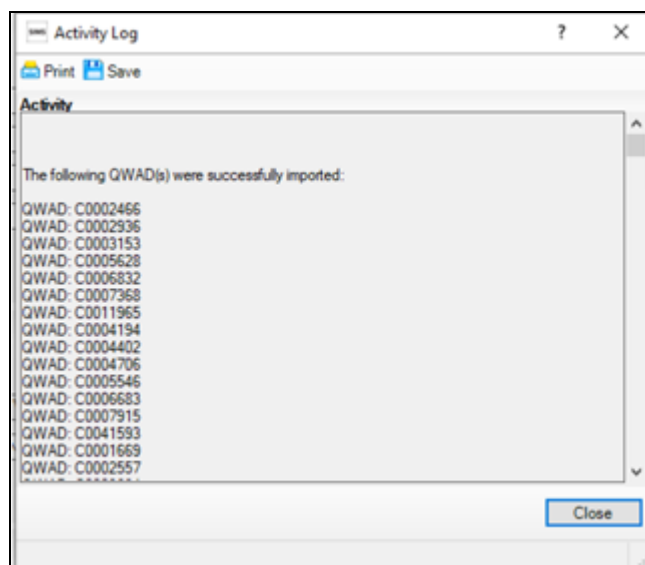 Activity Log
Print Save
Activity
The following QWAD(s) were successfully imported:
QWAD: C0002466
QWAD: C0002936
QWAD: C0003153
QWAD: C0005628
QWAD: C0006832
QWAD: C0007368
QWAD: C0011965
QWAD: C0004194
QWAD: C0004402
QWAD: C0004706
QWAD: C0005546
QWAD: C0006683
QWAD: C0007915
QWAD: C0041593
QWAD: C0001669
QWAD: C0002557
Close